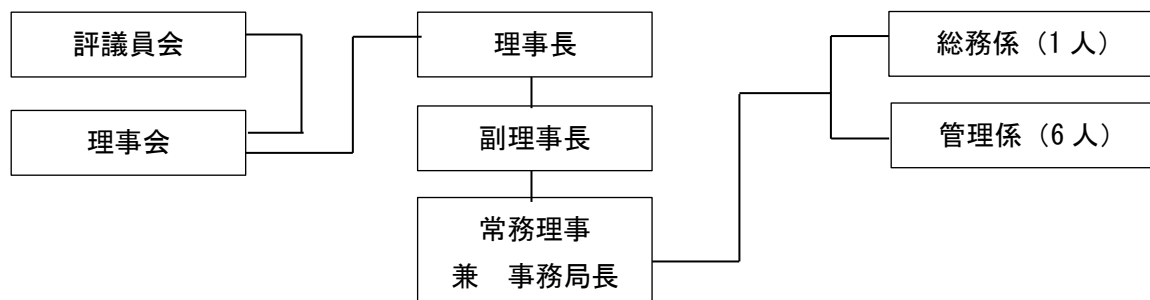 評議員会
理事会
理事長
副理事長
常務理事
兼　事務局長
総務係（1人）
管理係（6人）